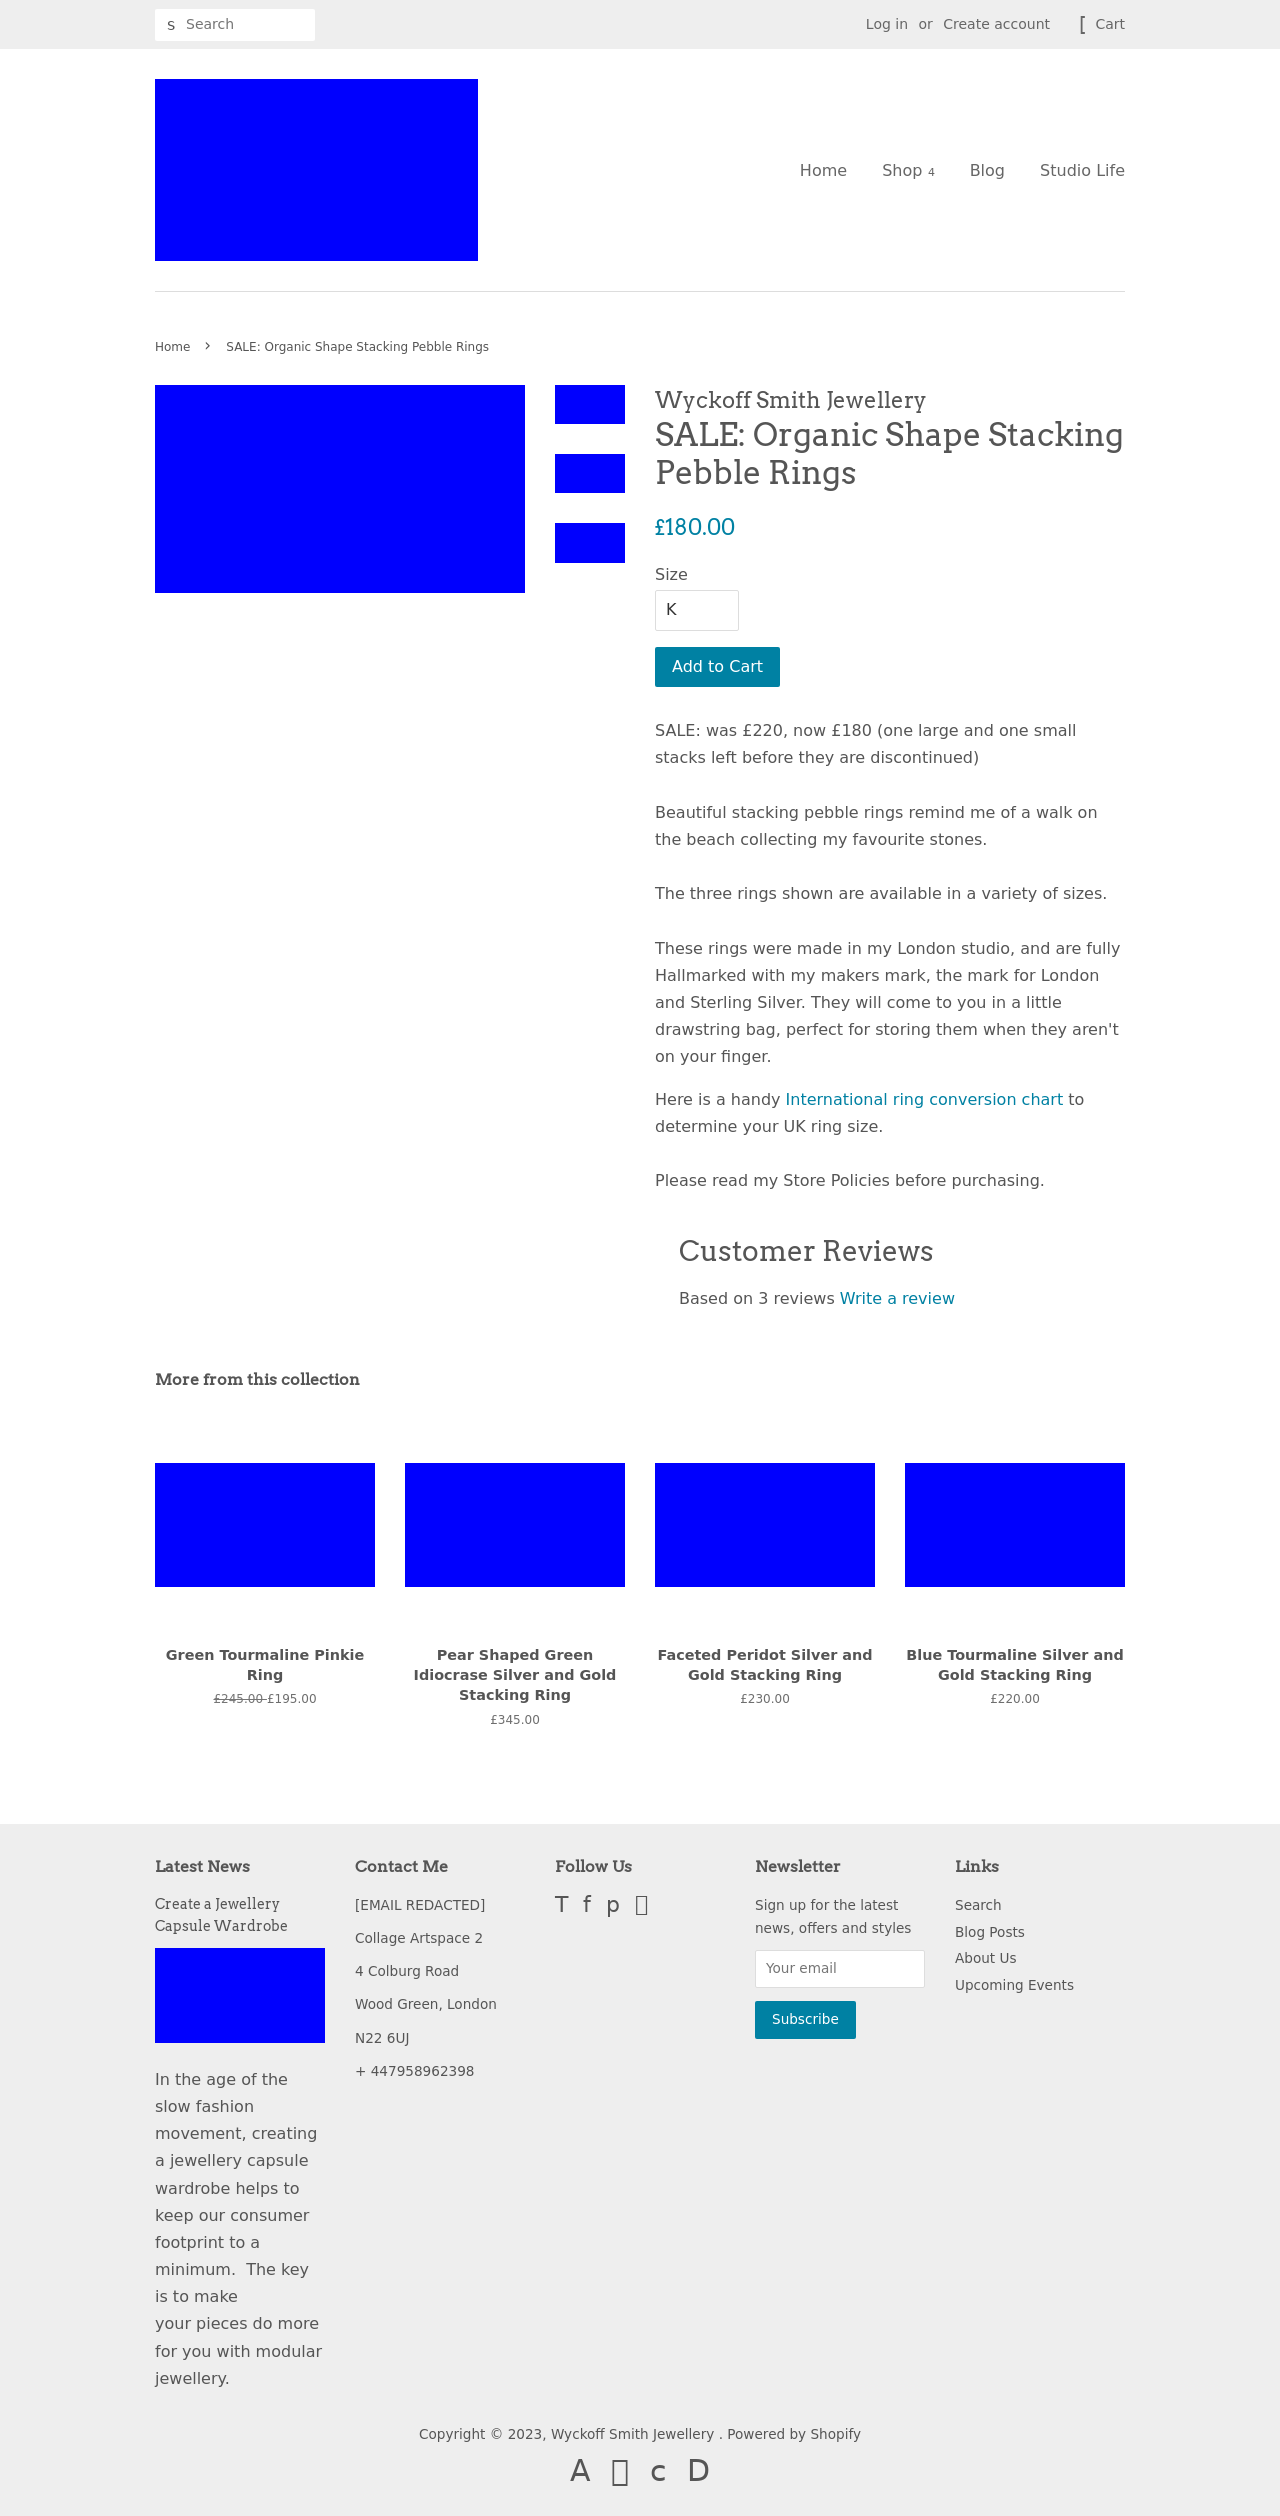 s Search
Log in or Create account [ Cart
Home Shop 4 Blog Studio Life
Home › SALE: Organic Shape Stacking Pebble Rings
Wyckoff Smith Jewellery
SALE: Organic Shape Stacking
Pebble Rings
£180.00
Size
K
Add to Cart
SALE: was £220, now £180 (one large and one small
stacks left before they are discontinued)
Beautiful stacking pebble rings remind me of a walk on
the beach collecting my favourite stones.
The three rings shown are available in a variety of sizes.
These rings were made in my London studio, and are fully
Hallmarked with my makers mark, the mark for London
and Sterling Silver. They will come to you in a little
drawstring bag, perfect for storing them when they aren't
on your finger.
Here is a handy International ring conversion chart to
determine your UK ring size.
Please read my Store Policies before purchasing.
Customer Reviews
Based on 3 reviews Write a review
More from this collection
Green Tourmaline Pinkie
Ring
£245.00 £195.00
Pear Shaped Green
Idiocrase Silver and Gold
Stacking Ring
£345.00
Faceted Peridot Silver and
Gold Stacking Ring
£230.00
Blue Tourmaline Silver and
Gold Stacking Ring
£220.00
Latest News
Create a Jewellery
Capsule Wardrobe
In the age of the
slow fashion
movement, creating
a jewellery capsule
wardrobe helps to
keep our consumer
footprint to a
minimum.  The key
is to make
your pieces do more
for you with modular
jewellery.
Contact Me
[EMAIL REDACTED]
Collage Artspace 2
4 Colburg Road
Wood Green, London
N22 6UJ
+ 447958962398
Follow Us
T f p
Newsletter
Sign up for the latest
news, offers and styles
Your email
Subscribe
Links
Search
Blog Posts
About Us
Upcoming Events
Copyright © 2023, Wyckoff Smith Jewellery . Powered by Shopify
A c D